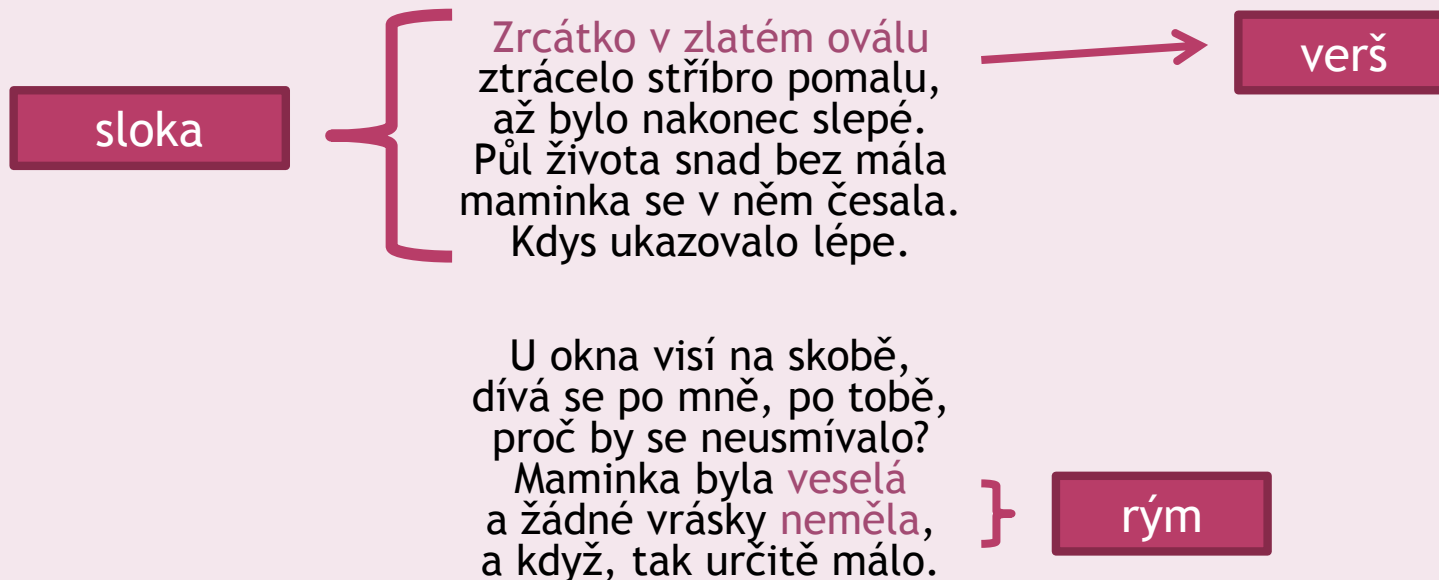 Zrcátko v zlatém oválu
verš
ztrácelo stříbro pomalu,
sloka
až bylo nakonec slepé.
Půl života snad bez mála
maminka se v něm česala.
Kdys ukazovalo lépe.
U okna visí na skobě,
dívá se po mně, po tobě,
proč by se neusmívalo?
Maminka byla veselá
a žádné vrásky neměla,
rým
a když, tak určitě málo.